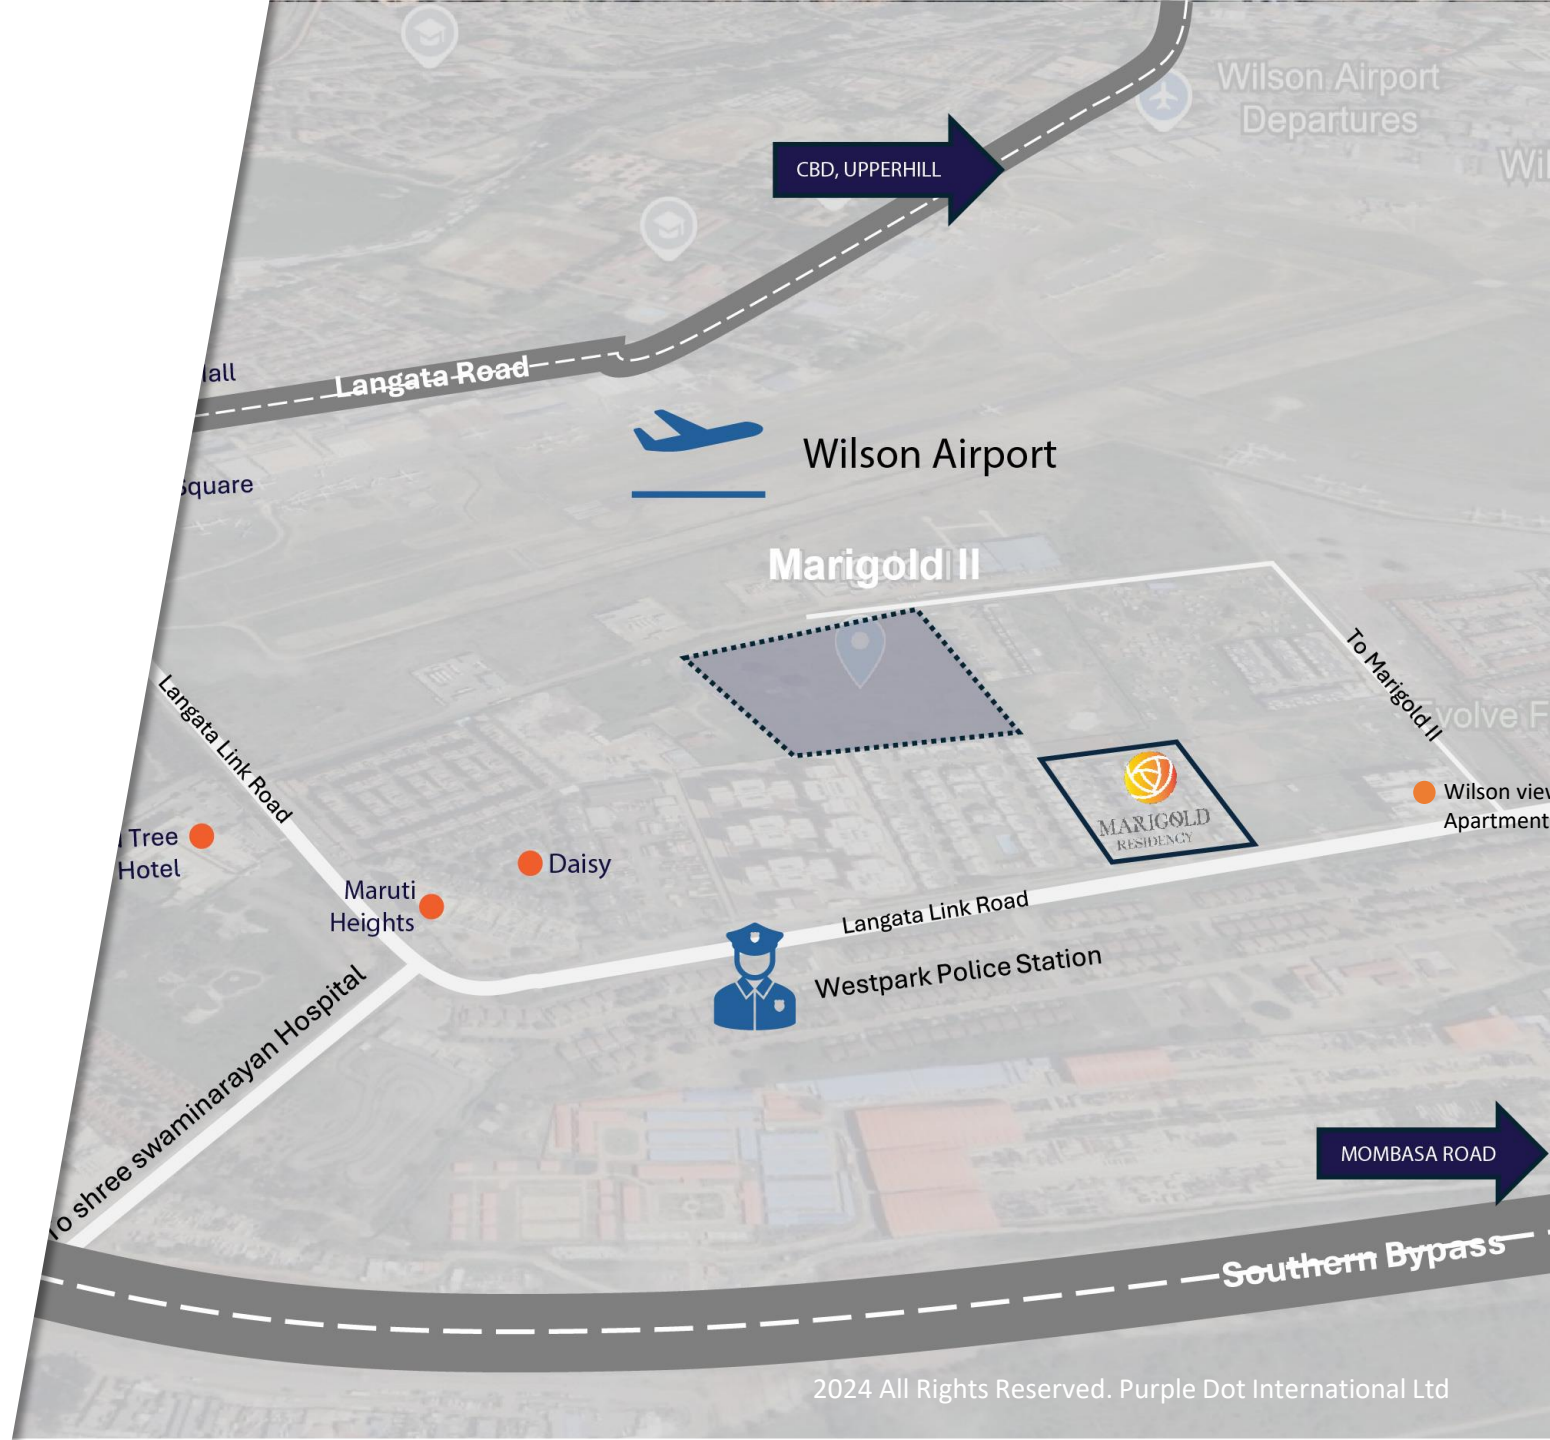 Wilson Airport
Departures
CBD, UPPERHILL
Langata Road
Square
Wilson Airport
Marigold II
To Marigold II
Langata Link Road
Wilson view
Apartment
MARIGOLD
RESIDENCY
Tree
Hotel
Daisy
Maruti
Heights
Langata Link Road
Westpark Police Station
To shree swaminarayan Hospital
MOMBASA ROAD
Southern Bypass
2024 All Rights Reserved. Purple Dot International Ltd